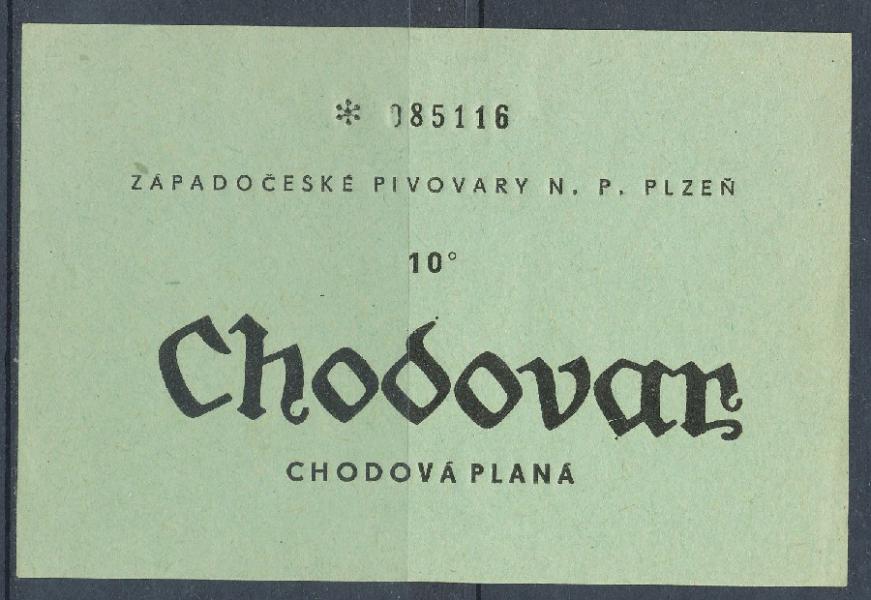 * 085116
ZÁPADOČESKÉ PIVOVARY N. P. PLZEŇ
10°
Chodovar
CHODOVÁ PLANÁ